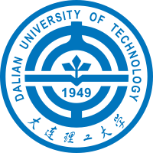 DALIAN UNIVERSITY OF TECHNOLOGY
1949
大连理工大学